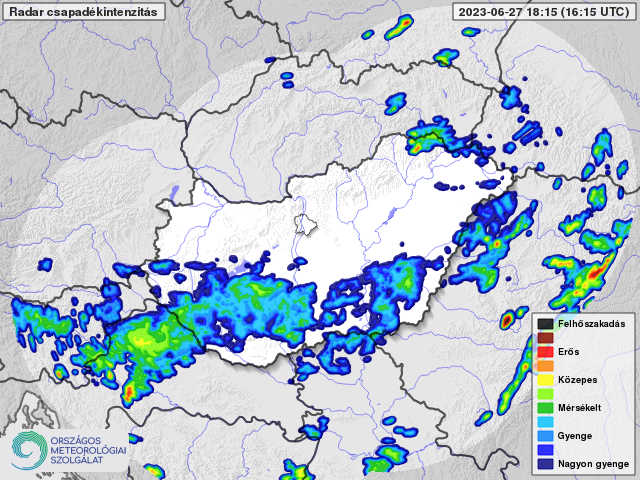 Radar csapadékintenzitás
2023-06-27 18:15 (16:15 UTC)
Felhőszakadás
Erős
Közepes
Mérsékelt
Gyenge
Nagyon gyenge
ORSZÁGOS
METEOROLÓGIAI
SZOLGÁLAT